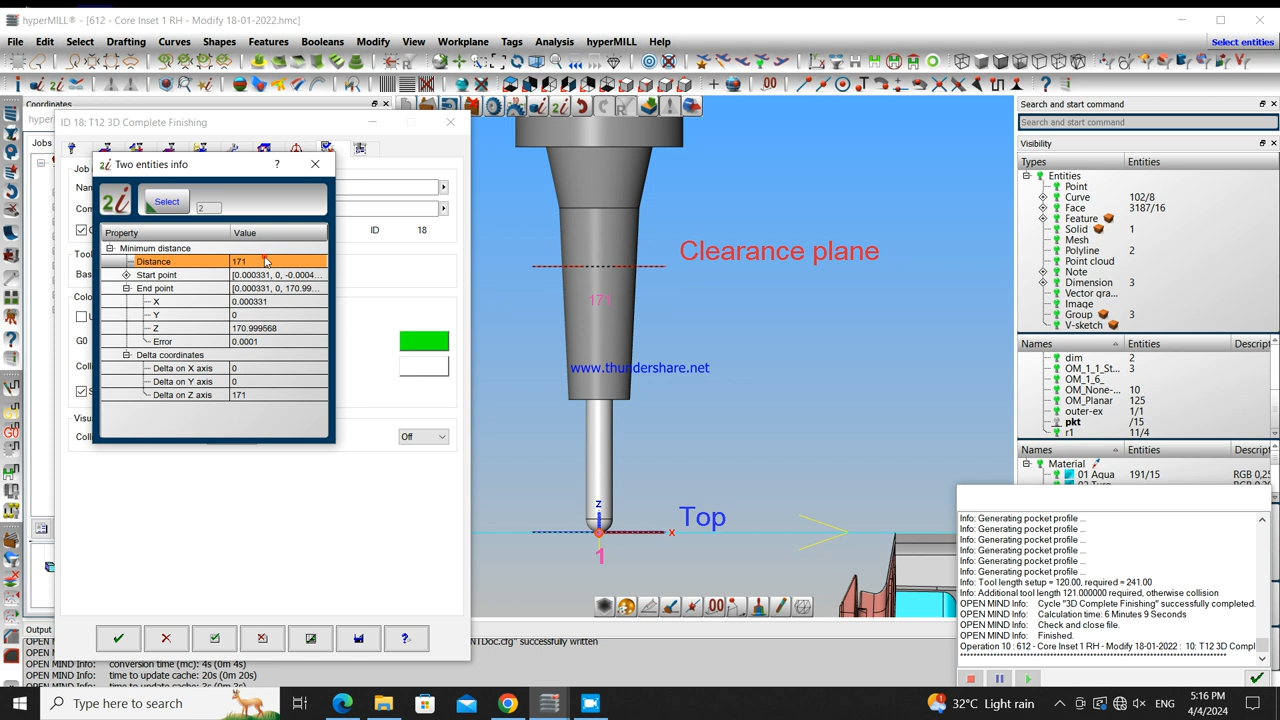 hyperMILL® - [612 - Core Inset 1 RH - Modify 18-01-2022.hmc]
File Edit Select Drafting Curves Shapes Features Booleans Modify View Workplane Tags Analysis hyperMILL Help
Select entities
Coordinates
ID 18: T12 3D Complete Finishing
Jobs
Two entities info
?
2i
Select
2
Property Value
Minimum distance
Distance 171
Start point [0.000331, 0, -0.0004...
End point [0.000331, 0, 170.99...
X 0.000331
Y 0
Z 170.999568
Error 0.0001
Delta coordinates
Delta on X axis 0
Delta on Y axis 0
Delta on Z axis 171
ID 18
G0
Off
Clearance plane
171
www.thundershare.net
z
Top
x
1
Search and start command
Search and start command
Visibility
Types Entities
Entities
Point
Curve 102/8
Face 3187/16
Feature
Solid 1
Mesh
Polyline 2
Point cloud
Note
Dimension 3
Vector gra...
Image
Group 3
V-sketch
Names Entities Descript
dim 2
OM_1_1_St... 3
OM_1_6_
OM_None-... 10
OM_Planar 125
outer-ex 1/1
pkt /15
r1 11/4
Names Entities Descript
Material
01 Aqua 191/15 RGB 0,25
Info: Generating pocket profile ...
Info: Generating pocket profile ...
Info: Generating pocket profile ...
Info: Generating pocket profile ...
Info: Generating pocket profile ...
Info: Generating pocket profile ...
Info: Tool length setup = 120.00, required = 241.00
Info: Additional tool length 121.000000 required, otherwise collision
OPEN MIND Info: Cycle "3D Complete Finishing" successfully completed.
OPEN MIND Info: Calculation time: 6 Minutes 9 Seconds
OPEN MIND Info: Check and close file.
OPEN MIND Info: Finished.
Operation 10 : 612 - Core Inset 1 RH - Modify 18-01-2022 : 10: T12 3D Compl
Output
NTDoc.cfg" successfully written
OPEN MIND Info: conversion time (mc): 4s (0m 4s)
OPEN MIND Info: time to update cache: 20s (0m 20s)
Type here to search
32°C Light rain
ENG
5:16 PM
4/4/2024